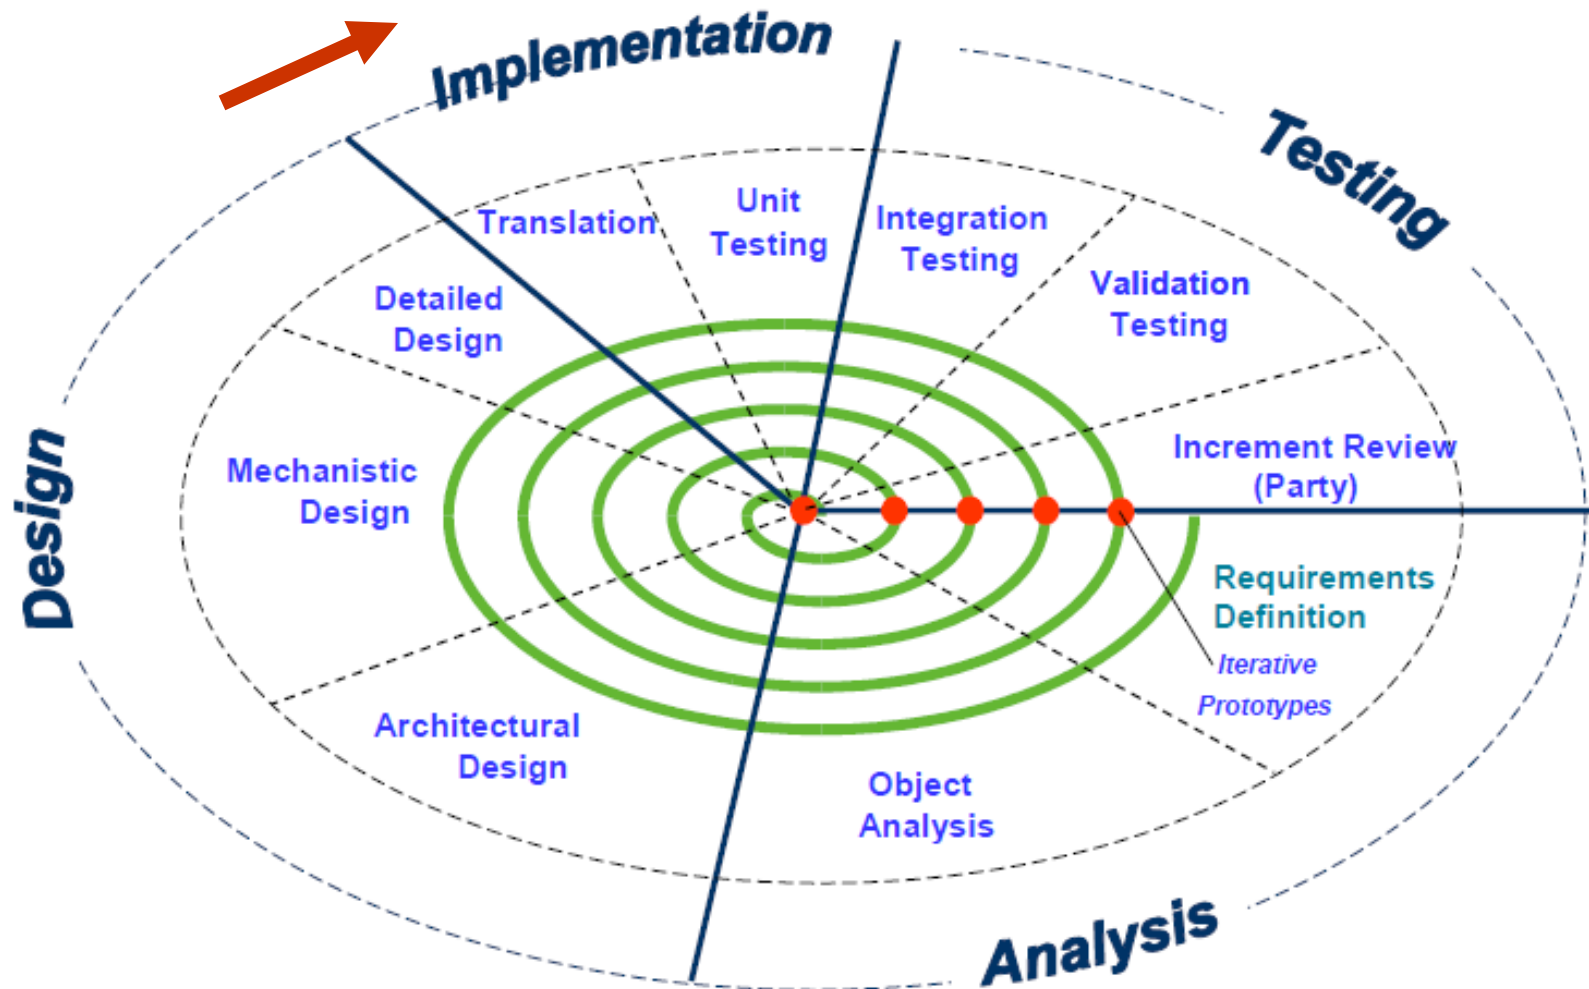 Implementation
Testing
Unit
Testing
Translation
Integration
Testing
Detailed
Design
Validation
Testing
Design
Mechanistic
Design
Increment Review
(Party)
Requirements
Definition
Iterative
Prototypes
Architectural
Design
Object
Analysis
Analysis